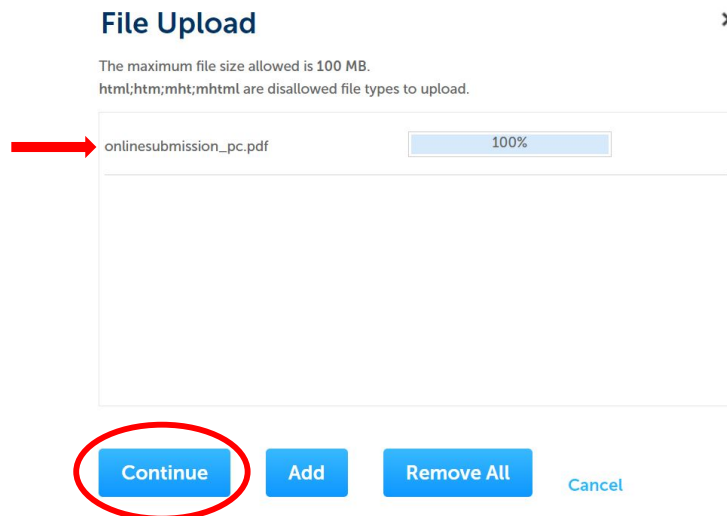 File Upload
The maximum file size allowed is 100 MB.
html;htm;mht;mhtml are disallowed file types to upload.
onlinesubmission_pc.pdf 100%
Continue Add Remove All Cancel